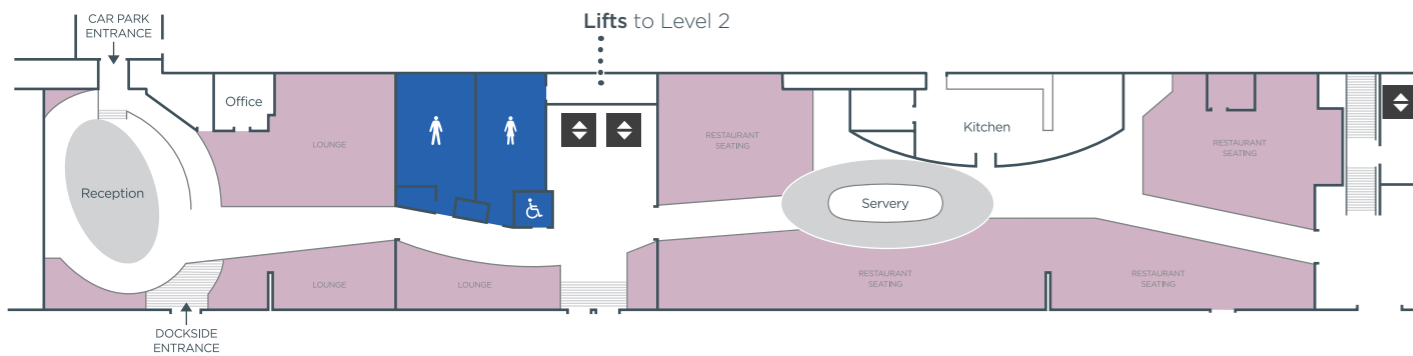 CAR PARK
ENTRANCE
Lifts to Level 2
Office
LOUNGE
RESTAURANT
SEATING
Kitchen
RESTAURANT
SEATING
Reception
Servery
LOUNGE
LOUNGE
RESTAURANT
SEATING
RESTAURANT
SEATING
DOCKSIDE
ENTRANCE